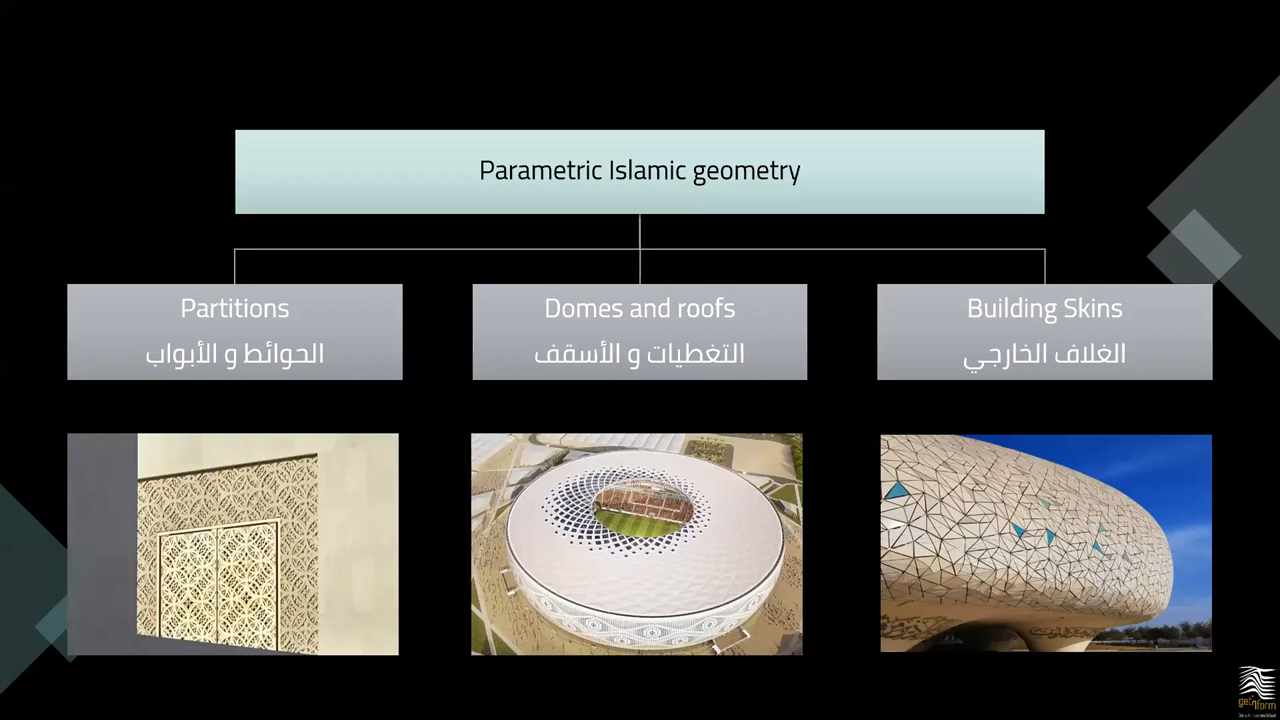 Parametric Islamic geometry
Partitions
الحوائط و الأبواب
Domes and roofs
التغطيات و الأسقف
Building Skins
الغلاف الخارجي